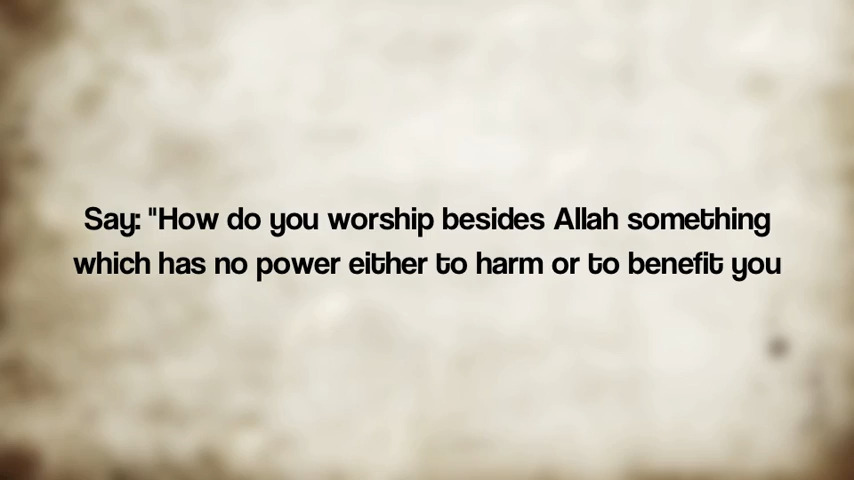 Say: "How do you worship besides Allah something
which has no power either to harm or to benefit you